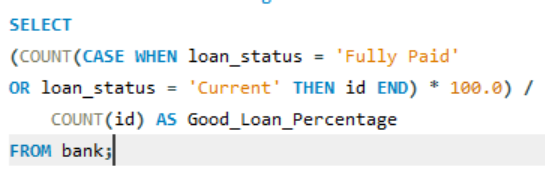 SELECT
(COUNT(CASE WHEN loan_status = 'Fully Paid'
OR loan_status = 'Current' THEN id END) * 100.0) /
COUNT(id) AS Good_Loan_Percentage
FROM bank;